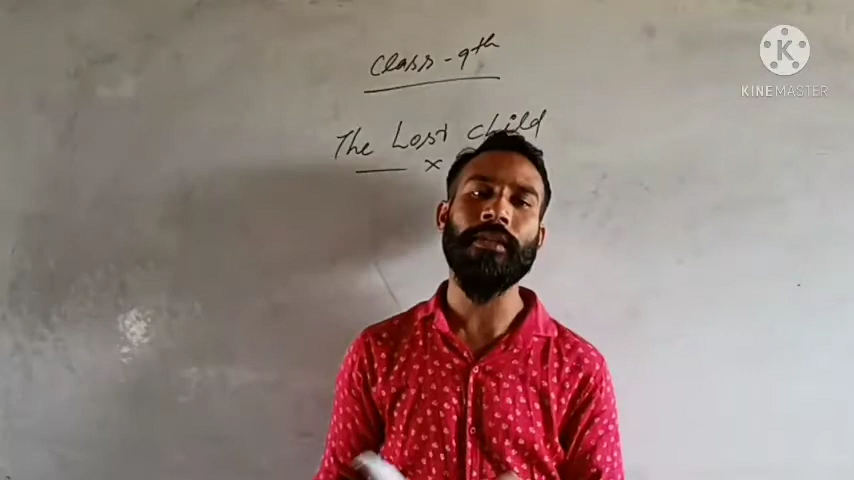 Class - 9th
The Lost child
x
K
KINEMASTER